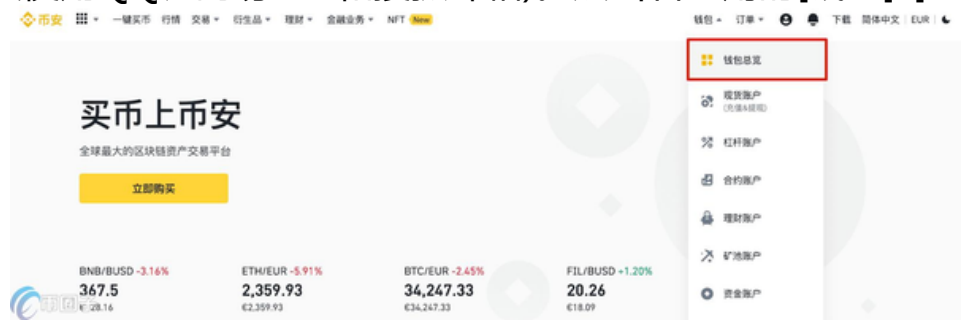 币安 一键买币 行情 交易 衍生品 理财 金融业务 NFT New 钱包 订单 下载 简体中文 EUR
钱包总览
现货账户
(充值&提现)
买币上币安
杠杆账户
全球最大的区块链资产交易平台
合约账户
立即购买
理财账户
矿池账户
BNB/BUSD -3.16% ETH/EUR -5.91% BTC/EUR -2.45% FIL/BUSD +1.20%
367.5 2,359.93 34,247.33 20.26
资金账户
€2,359.93 €34,247.33 €18.09
币圈子